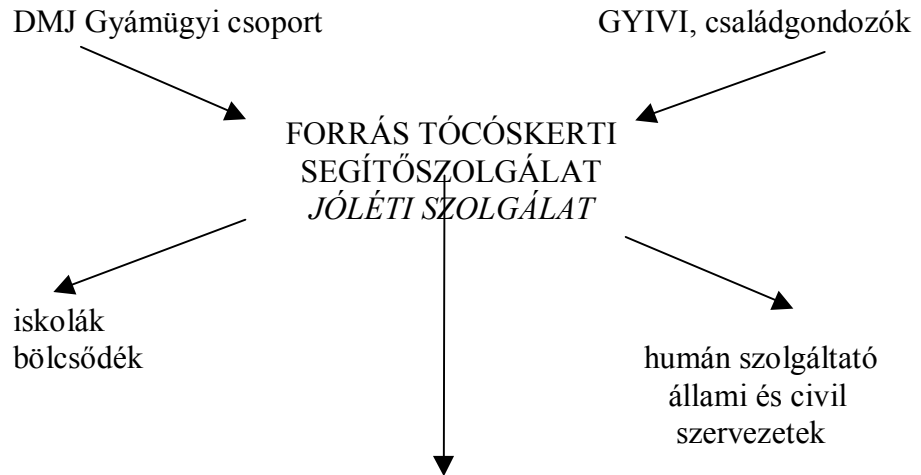 DMJ Gyámügyi csoport
GYIVI, családgondozók
FORRÁS TÓCÓSKERTI
SEGÍTŐSZOLGÁLAT
JÓLÉTI SZOLGÁLAT
iskolák
bölcsődék
humán szolgáltató
állami és civil
szervezetek